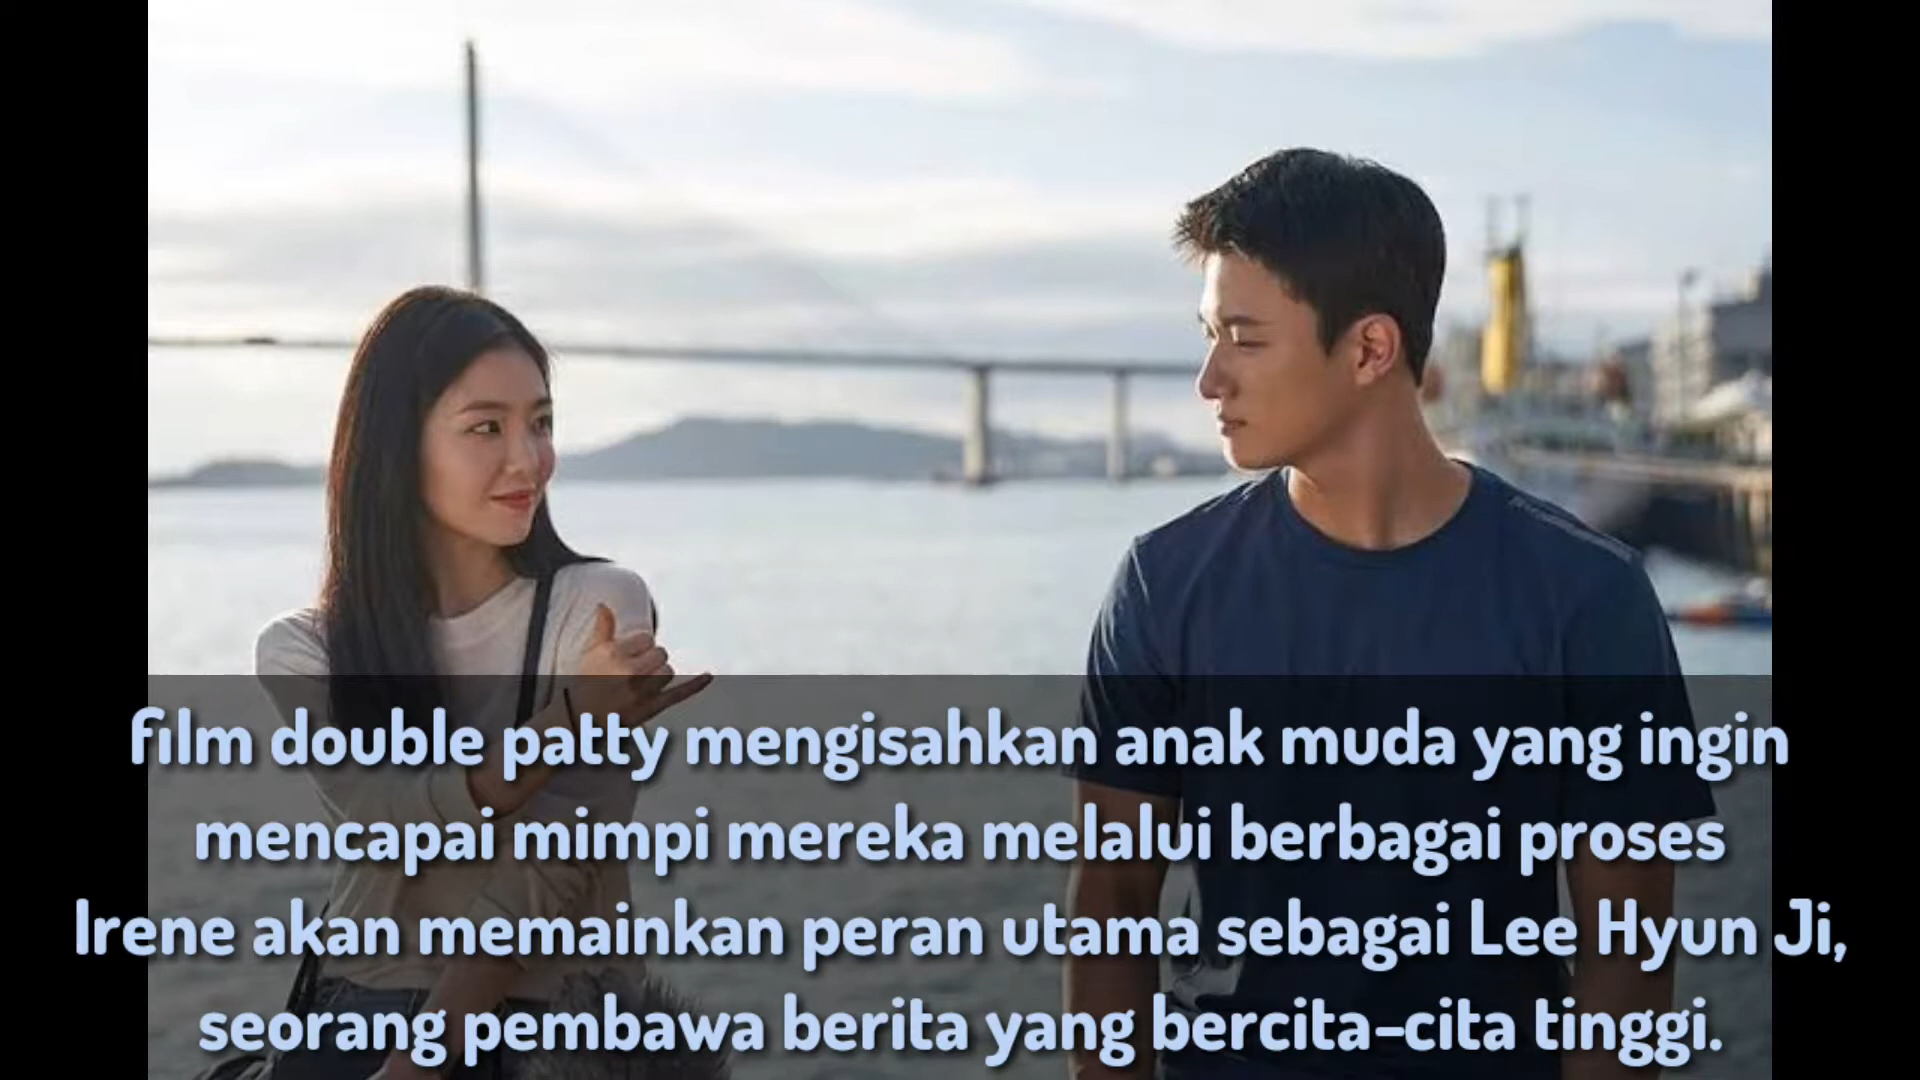 film double patty mengisahkan anak muda yang ingin
mencapai mimpi mereka melalui berbagai proses
Irene akan memainkan peran utama sebagai Lee Hyun Ji,
seorang pembawa berita yang bercita-cita tinggi.